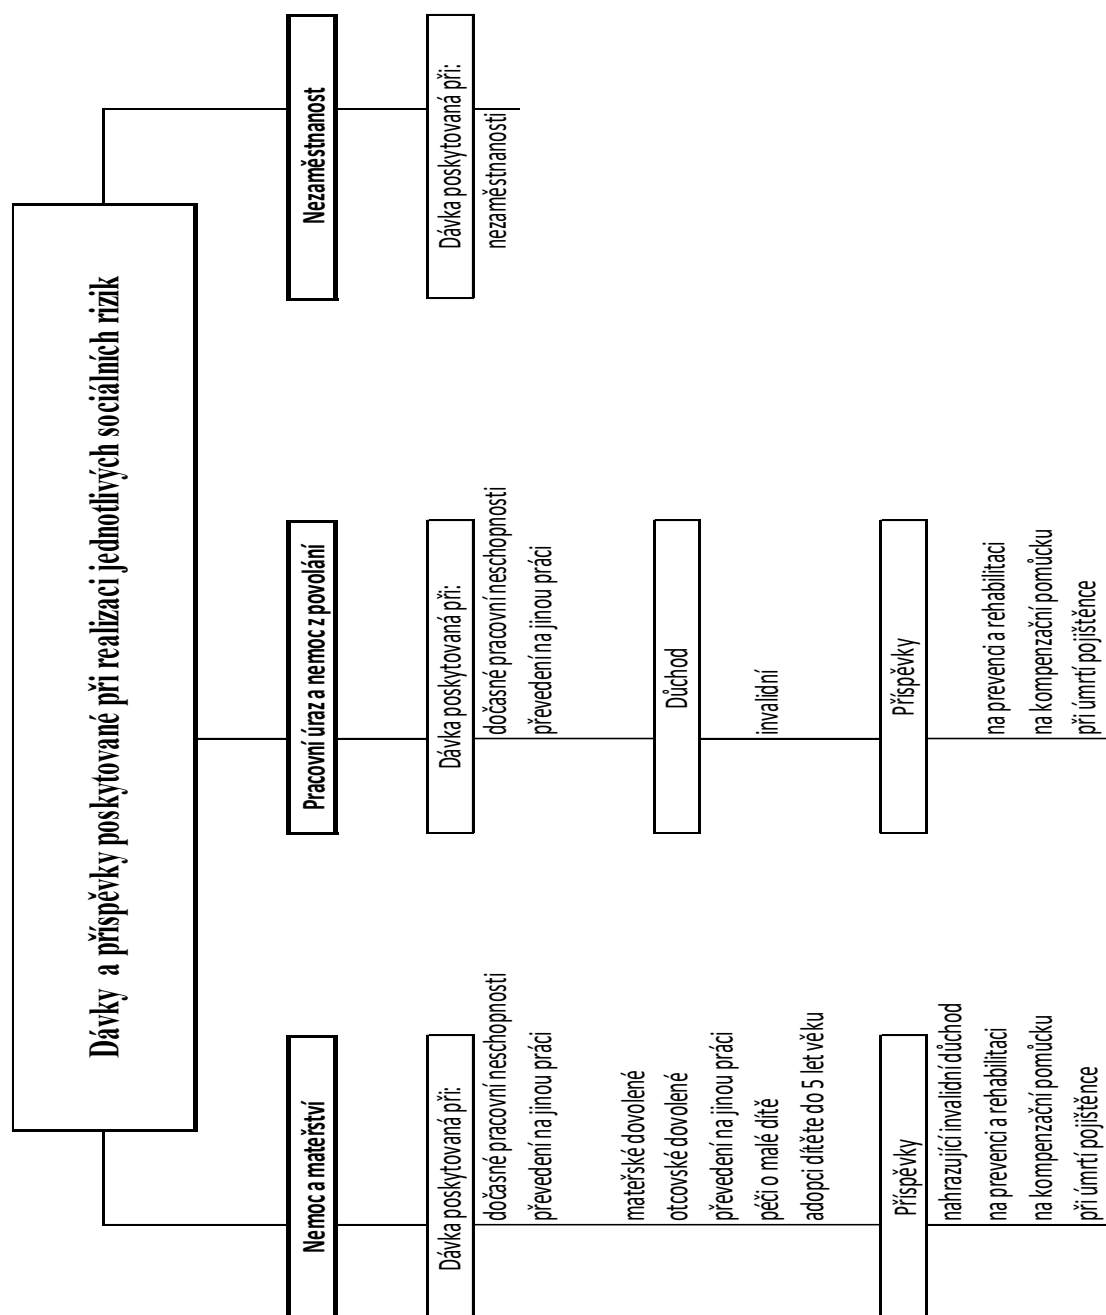 Dávky a příspěvky poskytované při realizaci jednotlivých sociálních rizik
Nemoc a mateřství
Dávka poskytovaná při:
dočasné pracovní neschopnosti
převedení na jinou práci
mateřské dovolené
otcovské dovolené
převedení na jinou práci
péči o malé dítě
adopci dítěte do 5 let věku
Příspěvky
nahrazující invalidní důchod
na prevenci a rehabilitaci
na kompenzační pomůcku
při úmrtí pojištěnce
Pracovní úraz a nemoc z povolání
Dávka poskytovaná při:
dočasné pracovní neschopnosti
převedení na jinou práci
Důchod
invalidní
Příspěvky
na prevenci a rehabilitaci
na kompenzační pomůcku
při úmrtí pojištěnce
Nezaměstnanost
Dávka poskytovaná při:
nezaměstnanosti